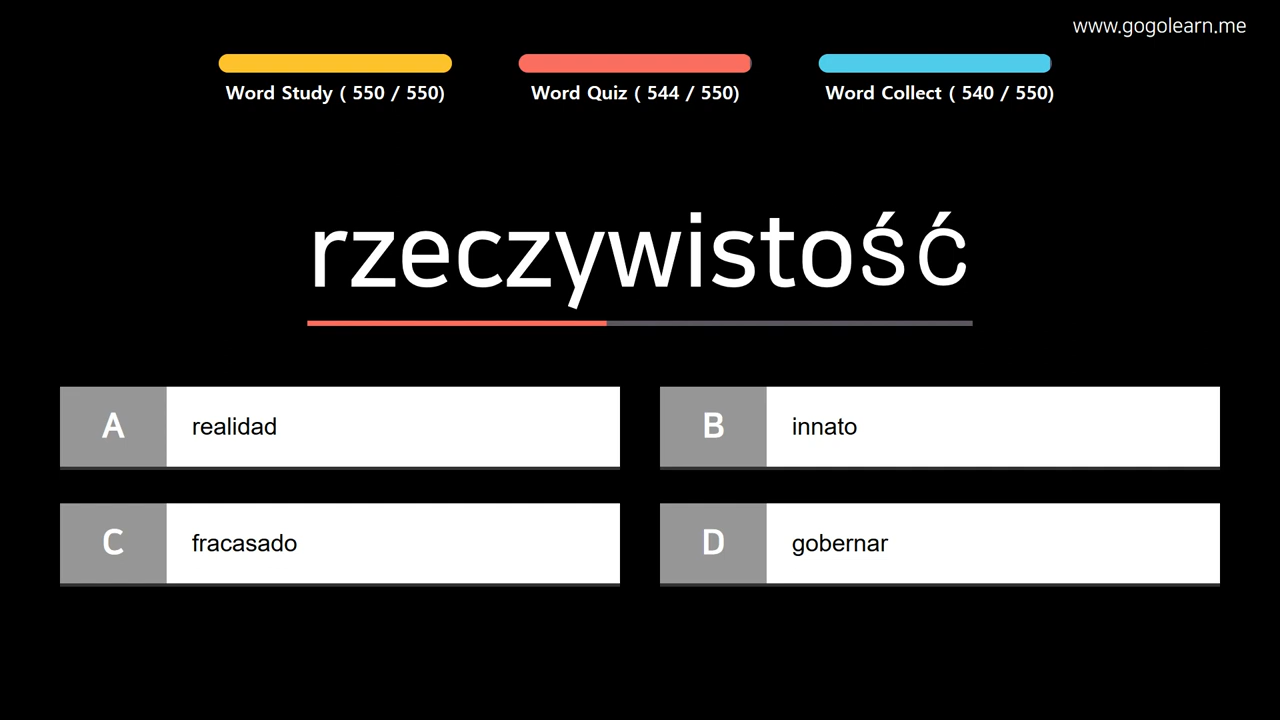 www.gogolearn.me
Word Study ( 550 / 550)
Word Quiz ( 544 / 550)
Word Collect ( 540 / 550)
rzeczywistość
A realidad
B innato
C fracasado
D gobernar